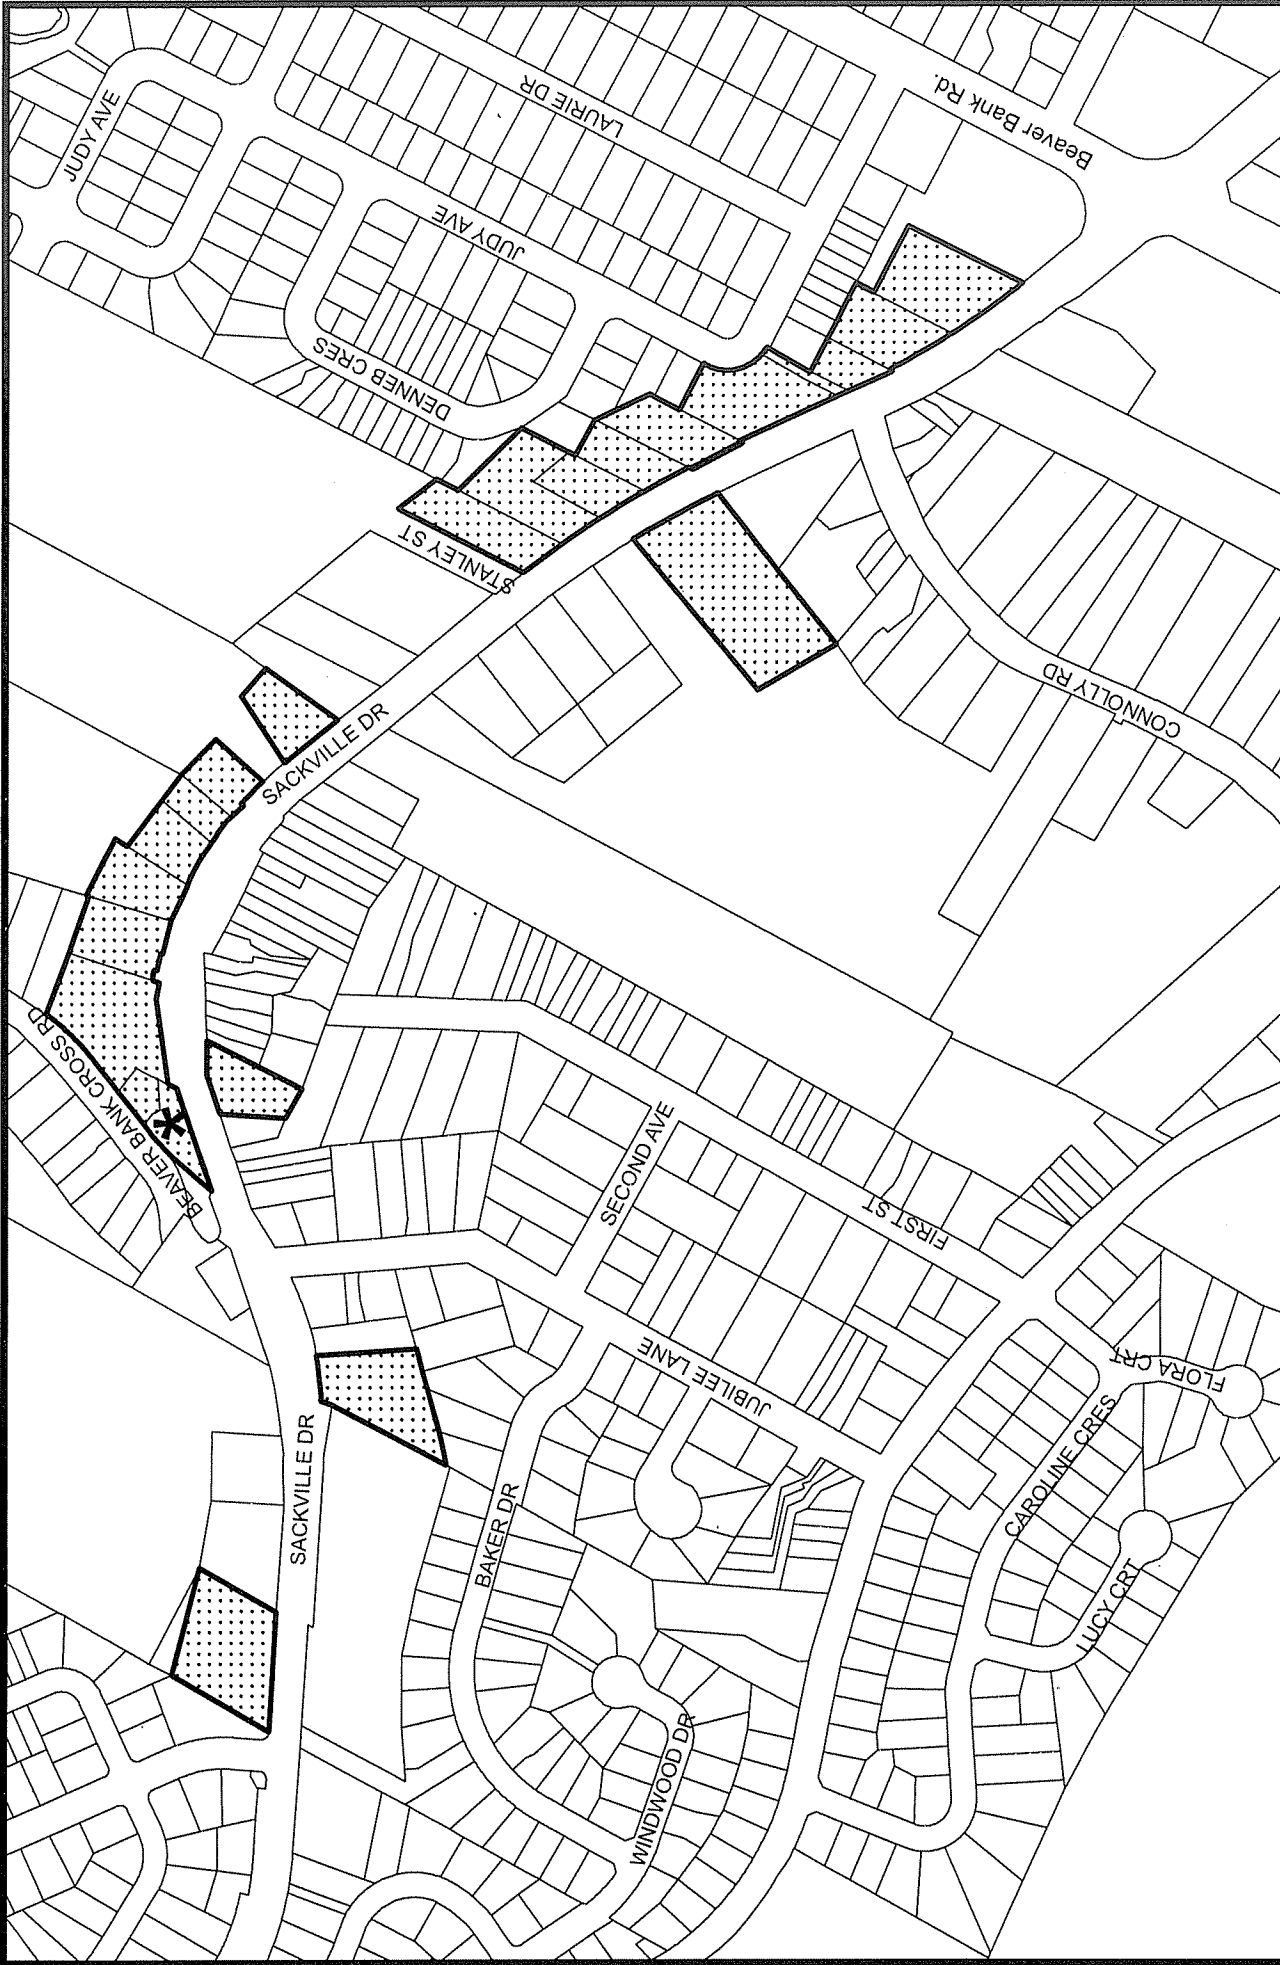 JUDY AVE
LAURIE DR
Beaver Bank Rd.
JUDY AVE
DENNEB CRES
STANLEY ST
SACKVILLE DR
CONNOLLY RD
BEAVER BANK CROSS RD
*
SECOND AVE
FIRST ST
JUBILEE LANE
FLORA CRT
SACKVILLE DR
CAROLINE CRES
BAKER DR
LUCY CRT
WINDWOOD DR